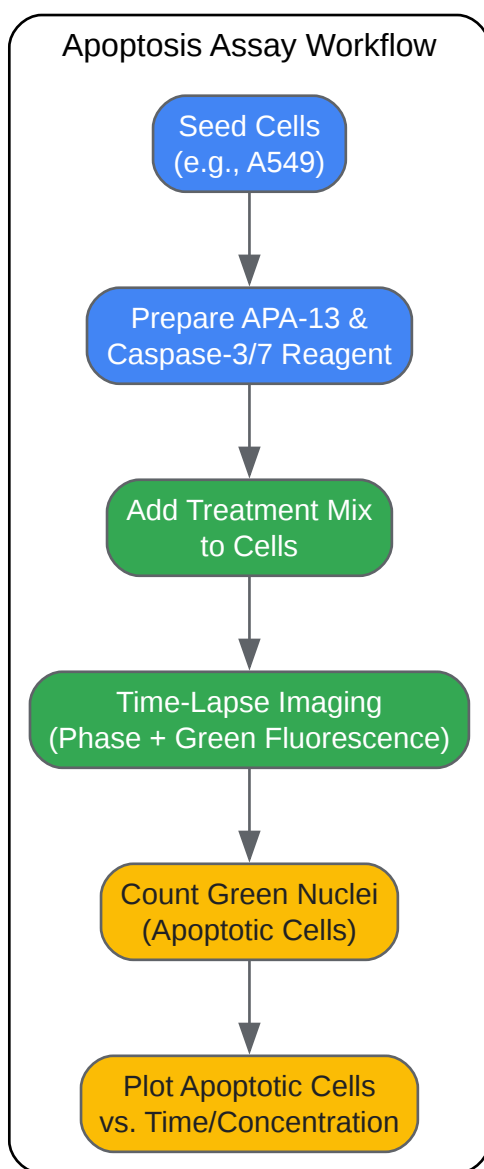 Apoptosis Assay Workflow
Seed Cells
(e.g., A549)
Prepare APA-13 &
Caspase-3/7 Reagent
Add Treatment Mix
to Cells
Time-Lapse Imaging
(Phase + Green Fluorescence)
Count Green Nuclei
(Apoptotic Cells)
Plot Apoptotic Cells
vs. Time/Concentration